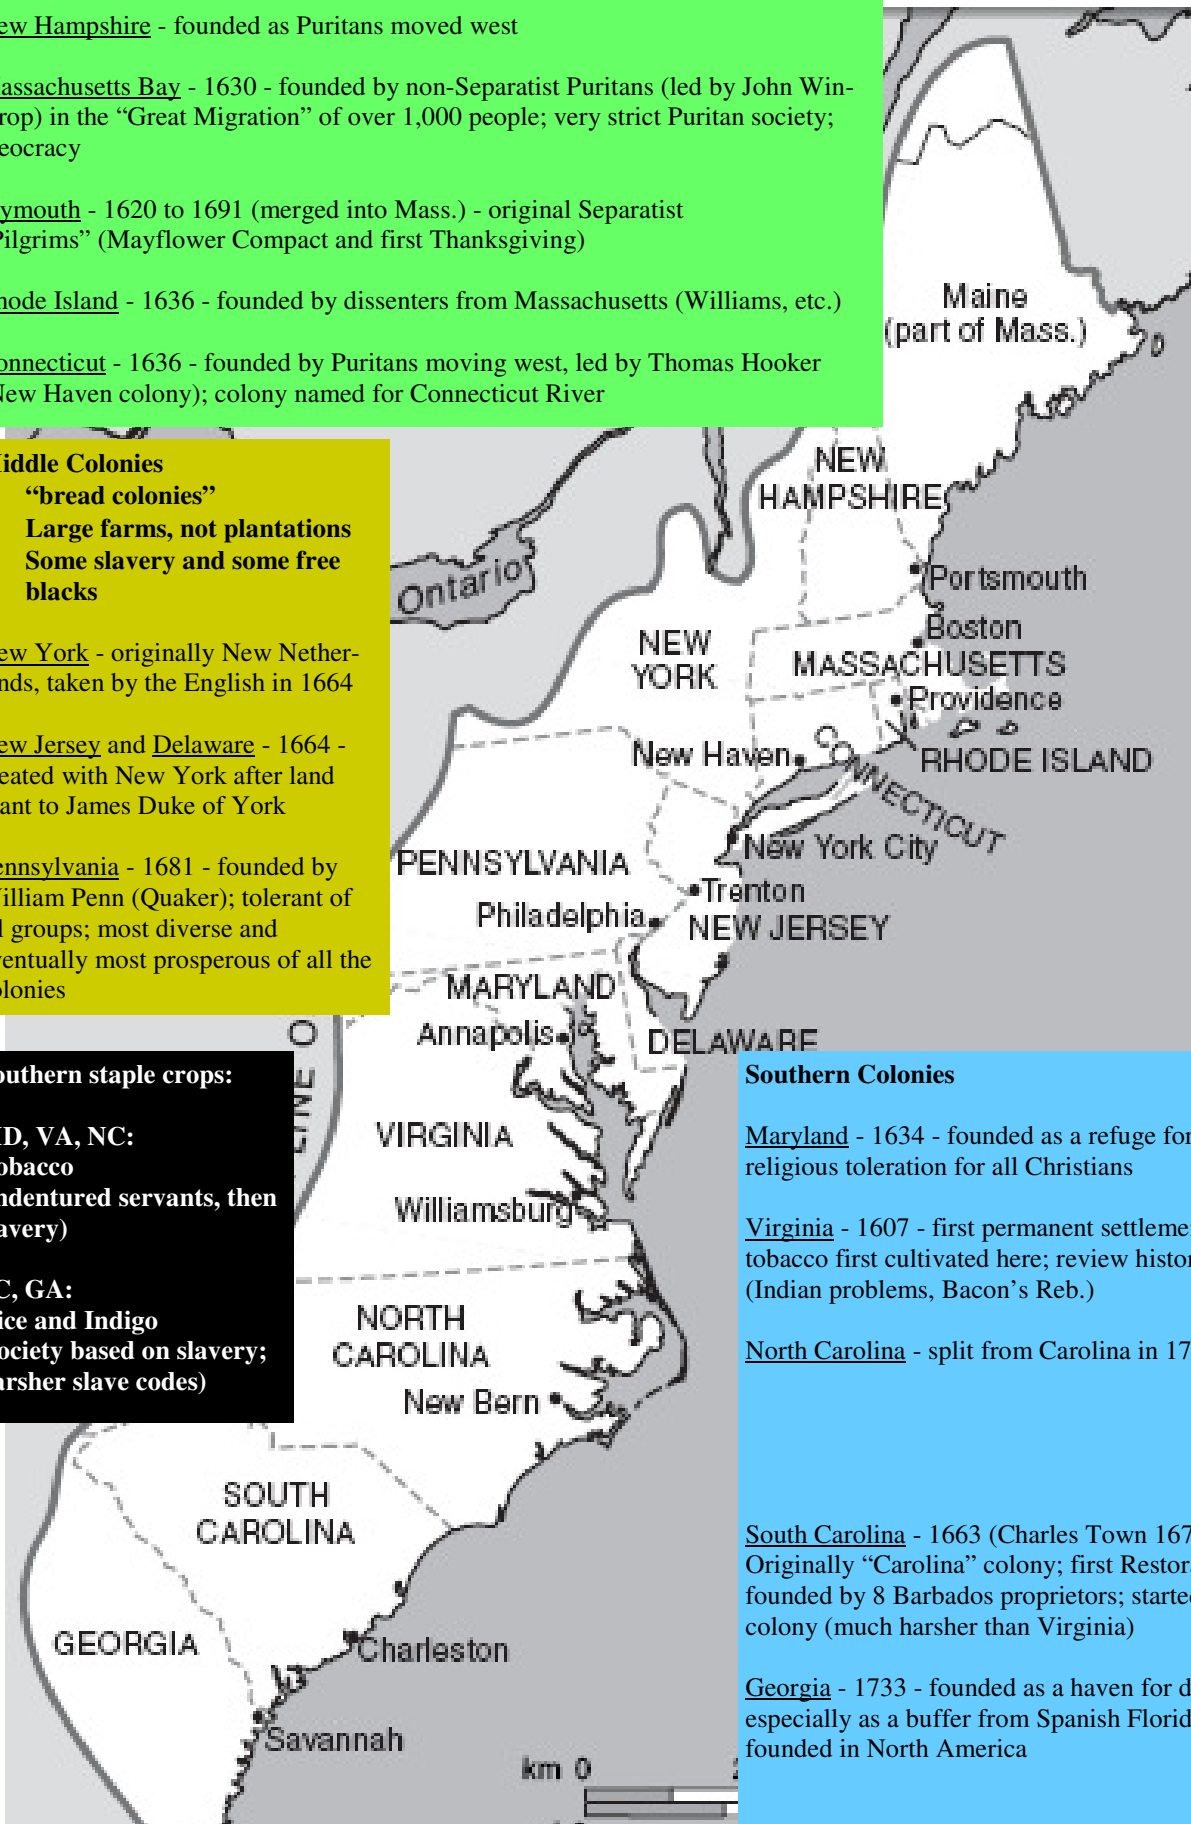 ew Hampshire - founded as Puritans moved west
assachusetts Bay - 1630 - founded by non-Separatist Puritans (led by John Win-
rop) in the “Great Migration” of over 1,000 people; very strict Puritan society;
eocracy
ymouth - 1620 to 1691 (merged into Mass.) - original Separatist
Pilgrims” (Mayflower Compact and first Thanksgiving)
hode Island - 1636 - founded by dissenters from Massachusetts (Williams, etc.)
onnecticut - 1636 - founded by Puritans moving west, led by Thomas Hooker
New Haven colony); colony named for Connecticut River
Maine
(part of Mass.)
iddle Colonies
“bread colonies”
Large farms, not plantations
Some slavery and some free
blacks
ew York - originally New Nether-
nds, taken by the English in 1664
ew Jersey and Delaware - 1664 -
eated with New York after land
ant to James Duke of York
ennsylvania - 1681 - founded by
William Penn (Quaker); tolerant of
l groups; most diverse and
ventually most prosperous of all the
olonies
NEW
HAMPSHIRE
Ontario
Portsmouth
Boston
NEW
YORK
MASSACHUSETTS
Providence
New Haven
RHODE ISLAND
CONNECTICUT
New York City
PENNSYLVANIA
Trenton
Philadelphia
NEW JERSEY
MARYLAND
Annapolis
DELAWARE
LINE O
VIRGINIA
Williamsburg
NORTH
CAROLINA
New Bern
SOUTH
CAROLINA
GEORGIA
Charleston
Savannah
km 0
outhern staple crops:
D, VA, NC:
obacco
ndentured servants, then
avery)
C, GA:
ice and Indigo
ociety based on slavery;
arsher slave codes)
Southern Colonies
Maryland - 1634 - founded as a refuge for
religious toleration for all Christians
Virginia - 1607 - first permanent settleme
tobacco first cultivated here; review histor
(Indian problems, Bacon’s Reb.)
North Carolina - split from Carolina in 17
South Carolina - 1663 (Charles Town 167
Originally “Carolina” colony; first Restor
founded by 8 Barbados proprietors; started
colony (much harsher than Virginia)
Georgia - 1733 - founded as a haven for d
especially as a buffer from Spanish Florid
founded in North America